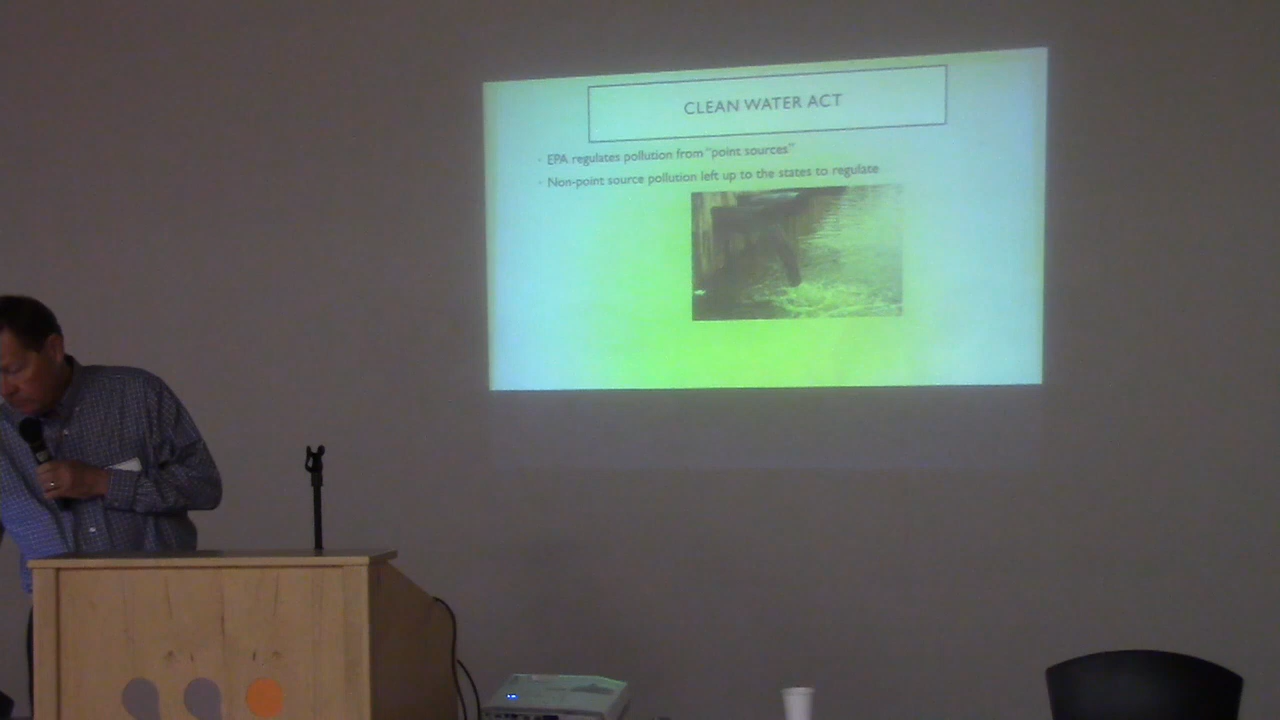 CLEAN WATER ACT
EPA regulates pollution from “point sources”
Non-point source pollution left up to the states to regulate